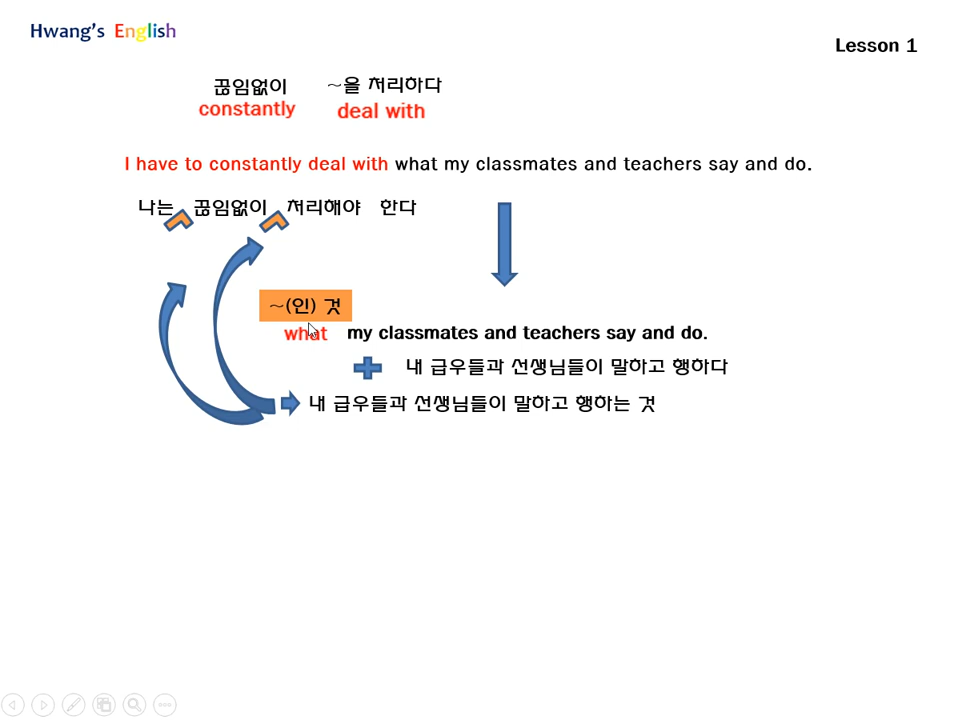 Hwang's English
Lesson 1
끊임없이 ~을 처리하다
constantly deal with
I have to constantly deal with what my classmates and teachers say and do.
나는 끊임없이 처리해야 한다
~(인) 것
what my classmates and teachers say and do.
내 급우들과 선생님들이 말하고 행하다
내 급우들과 선생님들이 말하고 행하는 것